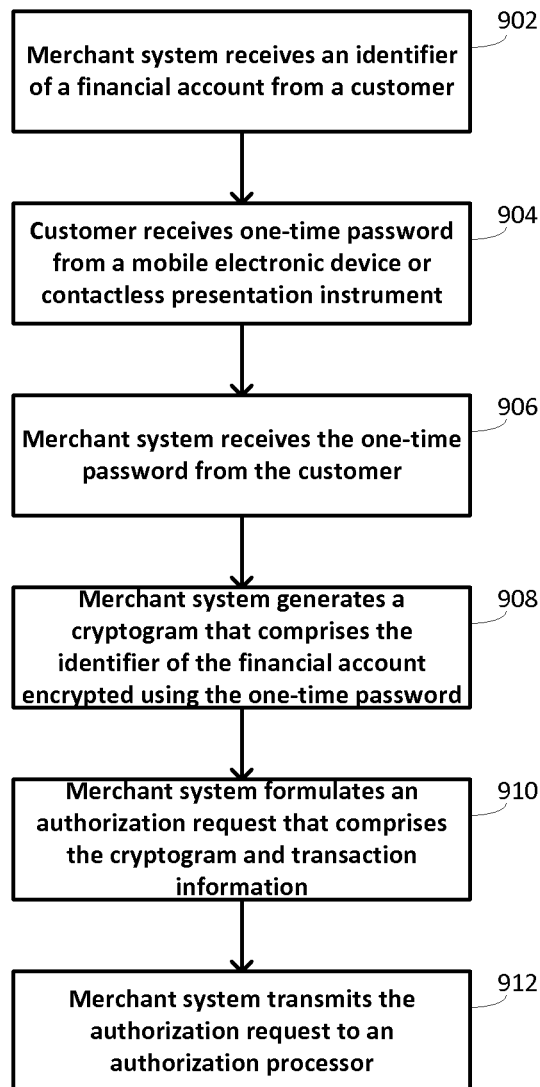 902
Merchant system receives an identifier
of a financial account from a customer
904
Customer receives one-time password
from a mobile electronic device or
contactless presentation instrument
906
Merchant system receives the one-time
password from the customer
908
Merchant system generates a
cryptogram that comprises the
identifier of the financial account
encrypted using the one-time password
910
Merchant system formulates an
authorization request that comprises
the cryptogram and transaction
information
912
Merchant system transmits the
authorization request to an
authorization processor